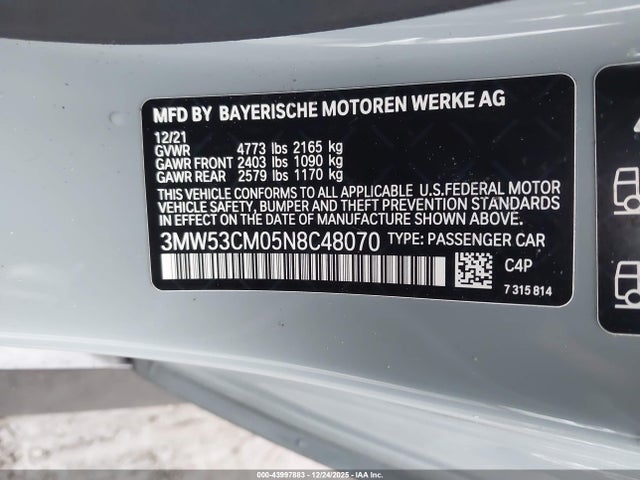 MFD BY BAYERISCHE MOTOREN WERKE AG
12/21
GVWR 4773 lbs 2165 kg
GAWR FRONT 2403 lbs 1090 kg
GAWR REAR 2579 lbs 1170 kg
THIS VEHICLE CONFORMS TO ALL APPLICABLE U.S.FEDERAL MOTOR
VEHICLE SAFETY, BUMPER AND THEFT PREVENTION STANDARDS
IN EFFECT ON THE DATE OF MANUFACTURE SHOWN ABOVE.
3MW53CM05N8C48070 TYPE: PASSENGER CAR
C4P
7 315 814
000-43997883 - 12/24/2025 - IAA Inc.